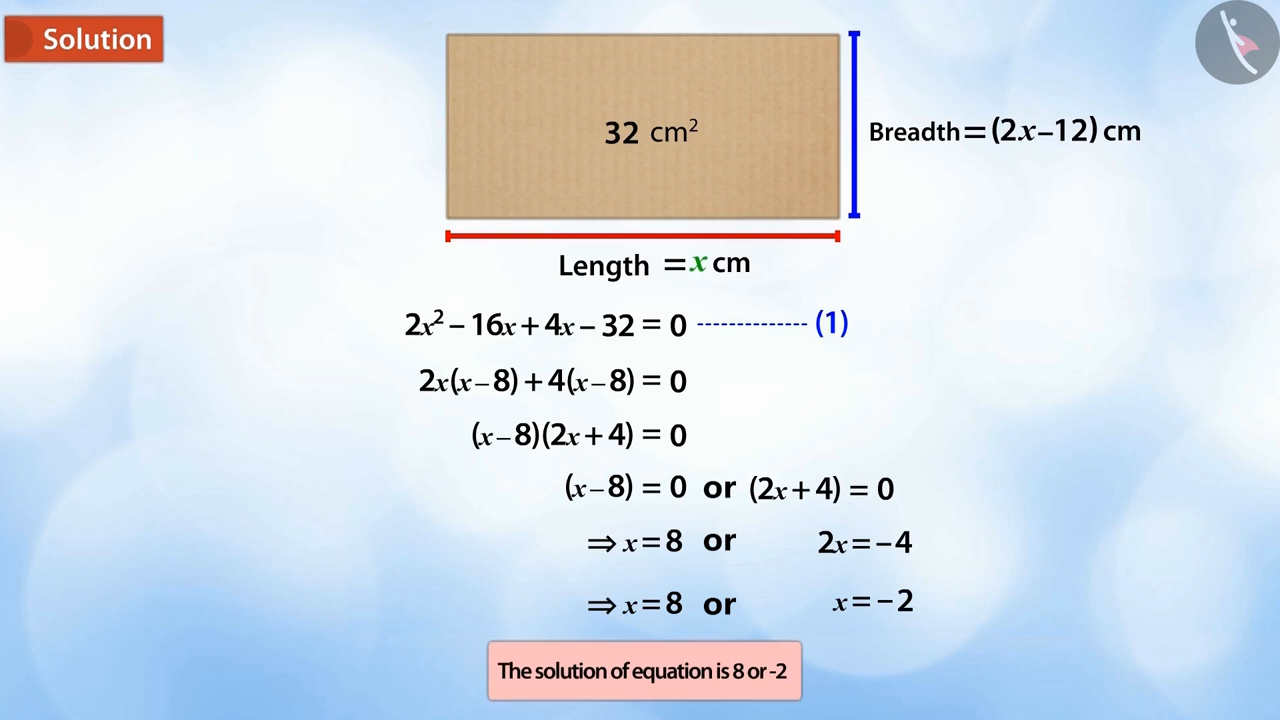 Solution
32 cm²
Breadth = (2x–12) cm
Length = x cm
2x² – 16x + 4x – 32 = 0 -------------- (1)
2x(x – 8) + 4(x – 8) = 0
(x – 8)(2x + 4) = 0
(x – 8) = 0 or (2x + 4) = 0
⇒ x = 8 or 2x = – 4
⇒ x = 8 or x = – 2
The solution of equation is 8 or -2